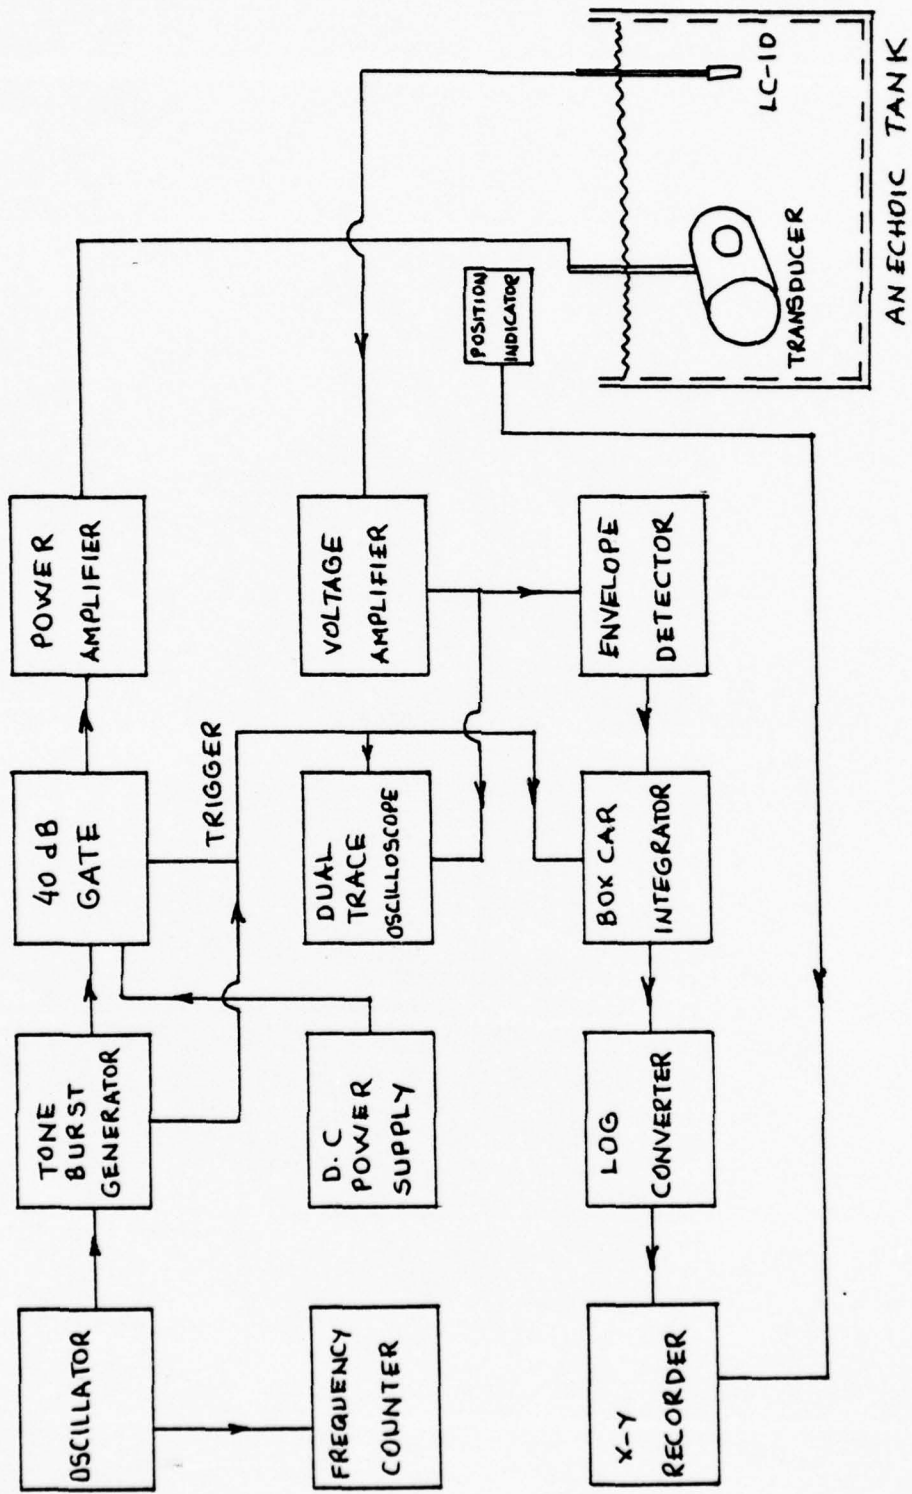 OSCILLATOR
TONE
BURST
GENERATOR
40 dB
GATE
POWER
AMPLIFIER
TRIGGER
FREQUENCY
COUNTER
D.C
POWER
SUPPLY
DUAL
TRACE
OSCILLOSCOPE
VOLTAGE
AMPLIFIER
POSITION
INDICATOR
X-Y
RECORDER
LOG
CONVERTER
BOX CAR
INTEGRATOR
ENVELOPE
DETECTOR
TRANSDUCER
LC-10
ANECHOIC TANK